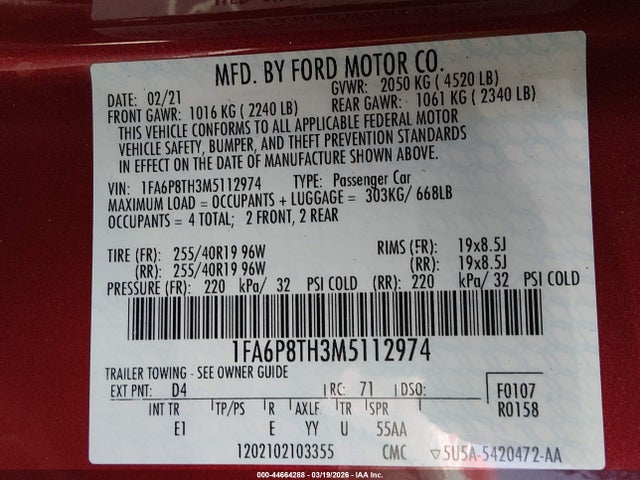 MFD. BY FORD MOTOR CO.
DATE: 02/21 GVWR: 2050 KG ( 4520 LB)
FRONT GAWR: 1016 KG ( 2240 LB) REAR GAWR: 1061 KG ( 2340 LB)
THIS VEHICLE CONFORMS TO ALL APPLICABLE FEDERAL MOTOR
VEHICLE SAFETY, BUMPER, AND THEFT PREVENTION STANDARDS
IN EFFECT ON THE DATE OF MANUFACTURE SHOWN ABOVE.
VIN: 1FA6P8TH3M5112974 TYPE: Passenger Car
MAXIMUM LOAD = OCCUPANTS + LUGGAGE = 303KG/ 668LB
OCCUPANTS = 4 TOTAL; 2 FRONT, 2 REAR
TIRE (FR): 255/40R19 96W RIMS (FR): 19x8.5J
(RR): 255/40R19 96W (RR): 19x8.5J
PRESSURE (FR): 220 kPa/ 32 PSI COLD (RR): 220 kPa/ 32 PSI COLD
1FA6P8TH3M5112974
TRAILER TOWING - SEE OWNER GUIDE
EXT PNT: D4 RC: 71 DSO: F0107
INT TR TP/PS R AXLE TR SPR R0158
E1 E YY U 55AA
1202102103355 CMC ▽5U5A-5420472-AA
000-44664288 - 03/19/2026 - IAA Inc.